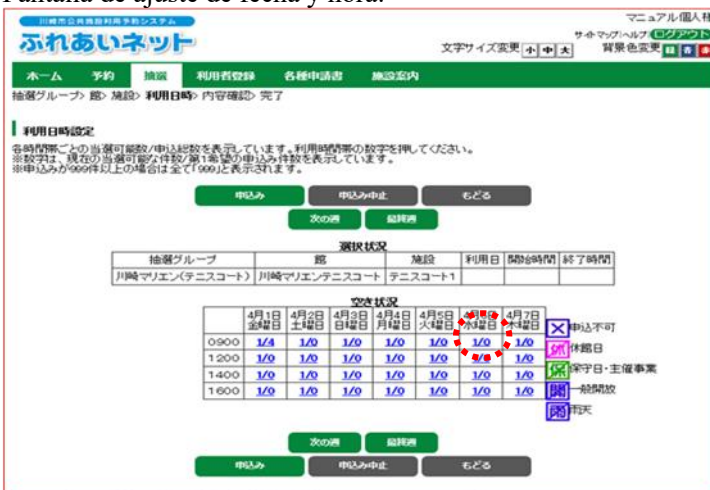 Pantalla de ajuste de fecha y hora.
川崎市公共施設利用予約システム
ふれあいネット
マニュアル(個人様
サイトマップ ヘルプ ログアウト
文字サイズ変更 小 中 大 背景色変更 緑 青 赤
ホーム 予約 抽選 利用者登録 各種申請書 施設案内
抽選グループ> 館> 施設> 利用日時> 内容確認> 完了
利用日時設定
各時間帯ごとの当選可能数/申込総数を表示しています。利用時間帯の数字を押してください。
※数字は、現在の当選可能な件数/第1希望の申込み件数を表示しています。
※申込みが999件以上の場合は全て「999」と表示されます。
申込み 申込み中止 もどる
次の週 最終週
選択状況
抽選グループ 館 施設 利用日 開始時間 終了時間
川崎マリエン(テニスコート) 川崎マリエンテニスコート テニスコート1
空き状況
4月1日 4月2日 4月3日 4月4日 4月5日 4月6日 4月7日
金曜日 土曜日 日曜日 月曜日 火曜日 水曜日 木曜日
0900 1/4 1/0 1/0 1/0 1/0 1/0 1/0
1200 1/0 1/0 1/0 1/0 1/0 1/0 1/0
1400 1/0 1/0 1/0 1/0 1/0 1/0 1/0
1600 1/0 1/0 1/0 1/0 1/0 1/0 1/0
申込不可
休 休館日
保 保守日・主催事業
開 一般開放
雨 雨天
次の週 最終週
申込み 申込み中止 もどる